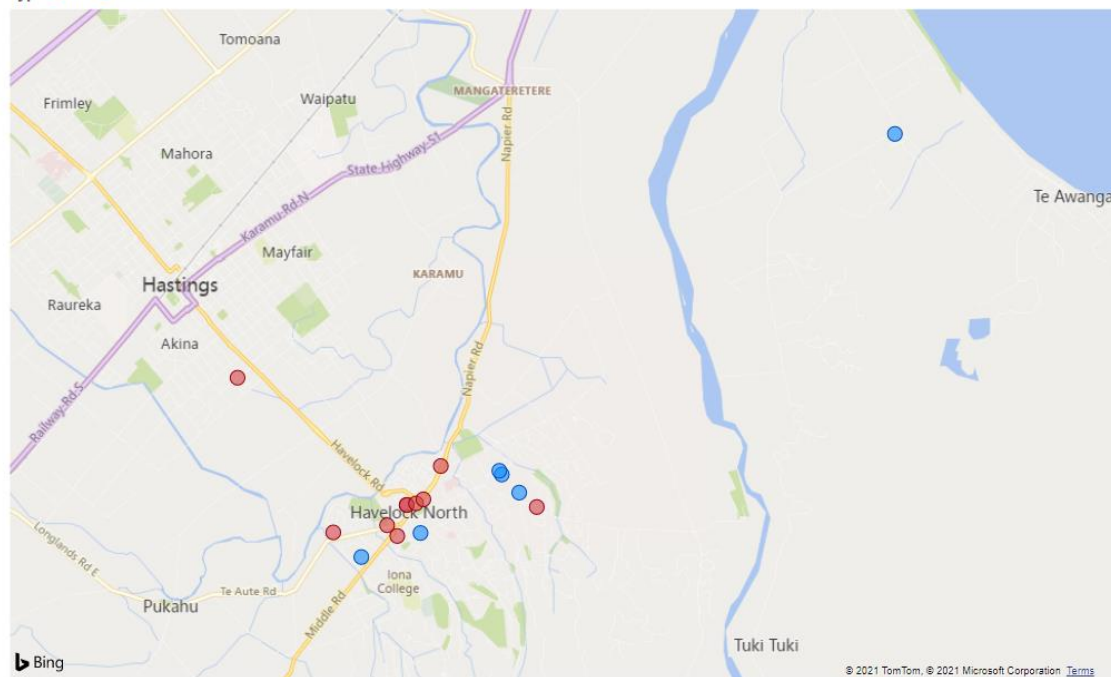 Tomoana
Frimley
Waipatu
MANGATERETERE
Mahora
State Highway 51
Napier Rd
Karamu Rd N
Te Awanga
Mayfair
KARAMU
Hastings
Raureka
Akina
Napier Rd
Railway Rd S
Havelock Rd
Havelock North
Longlands Rd E
Te Aute Rd
Iona
College
Pukahu
Middle Rd
Tuki Tuki
Bing
© 2021 TomTom, © 2021 Microsoft Corporation Terms